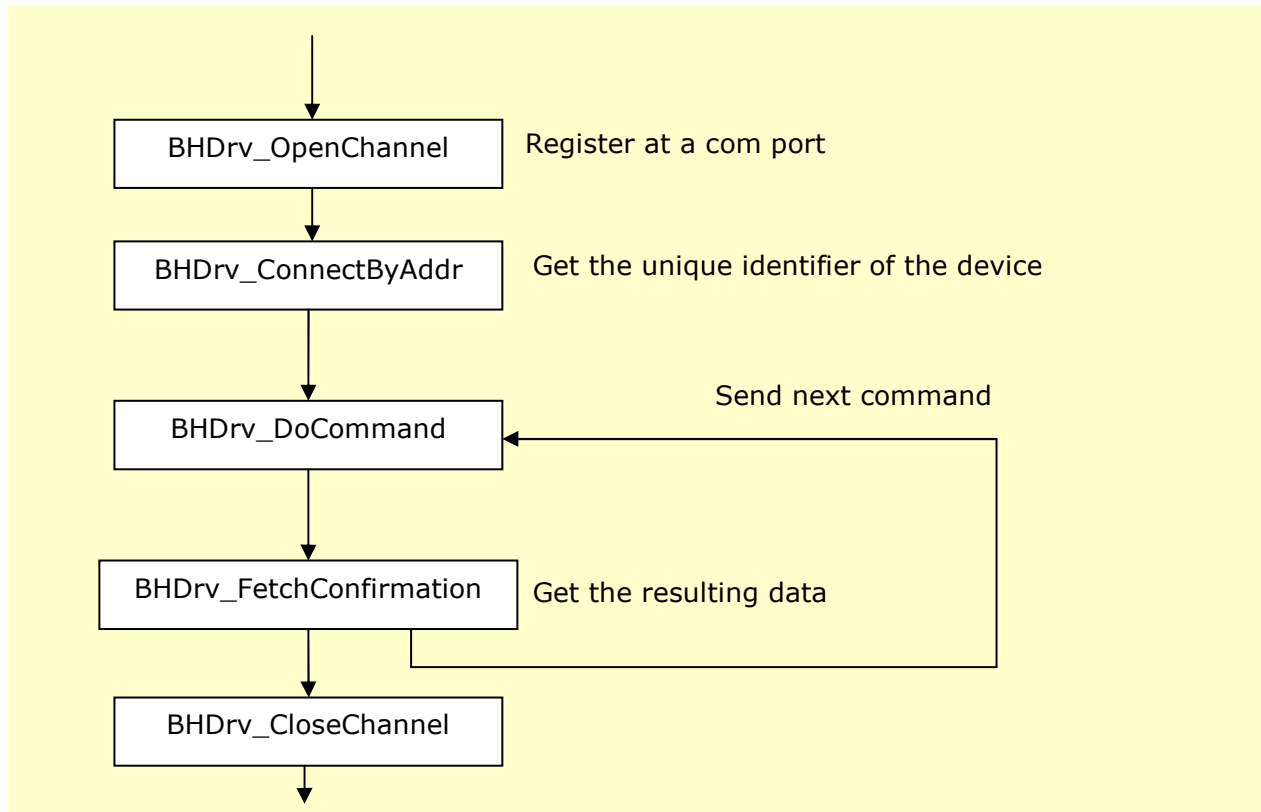 BHDrv_OpenChannel
Register at a com port
BHDrv_ConnectByAddr
Get the unique identifier of the device
Send next command
BHDrv_DoCommand
BHDrv_FetchConfirmation
Get the resulting data
BHDrv_CloseChannel